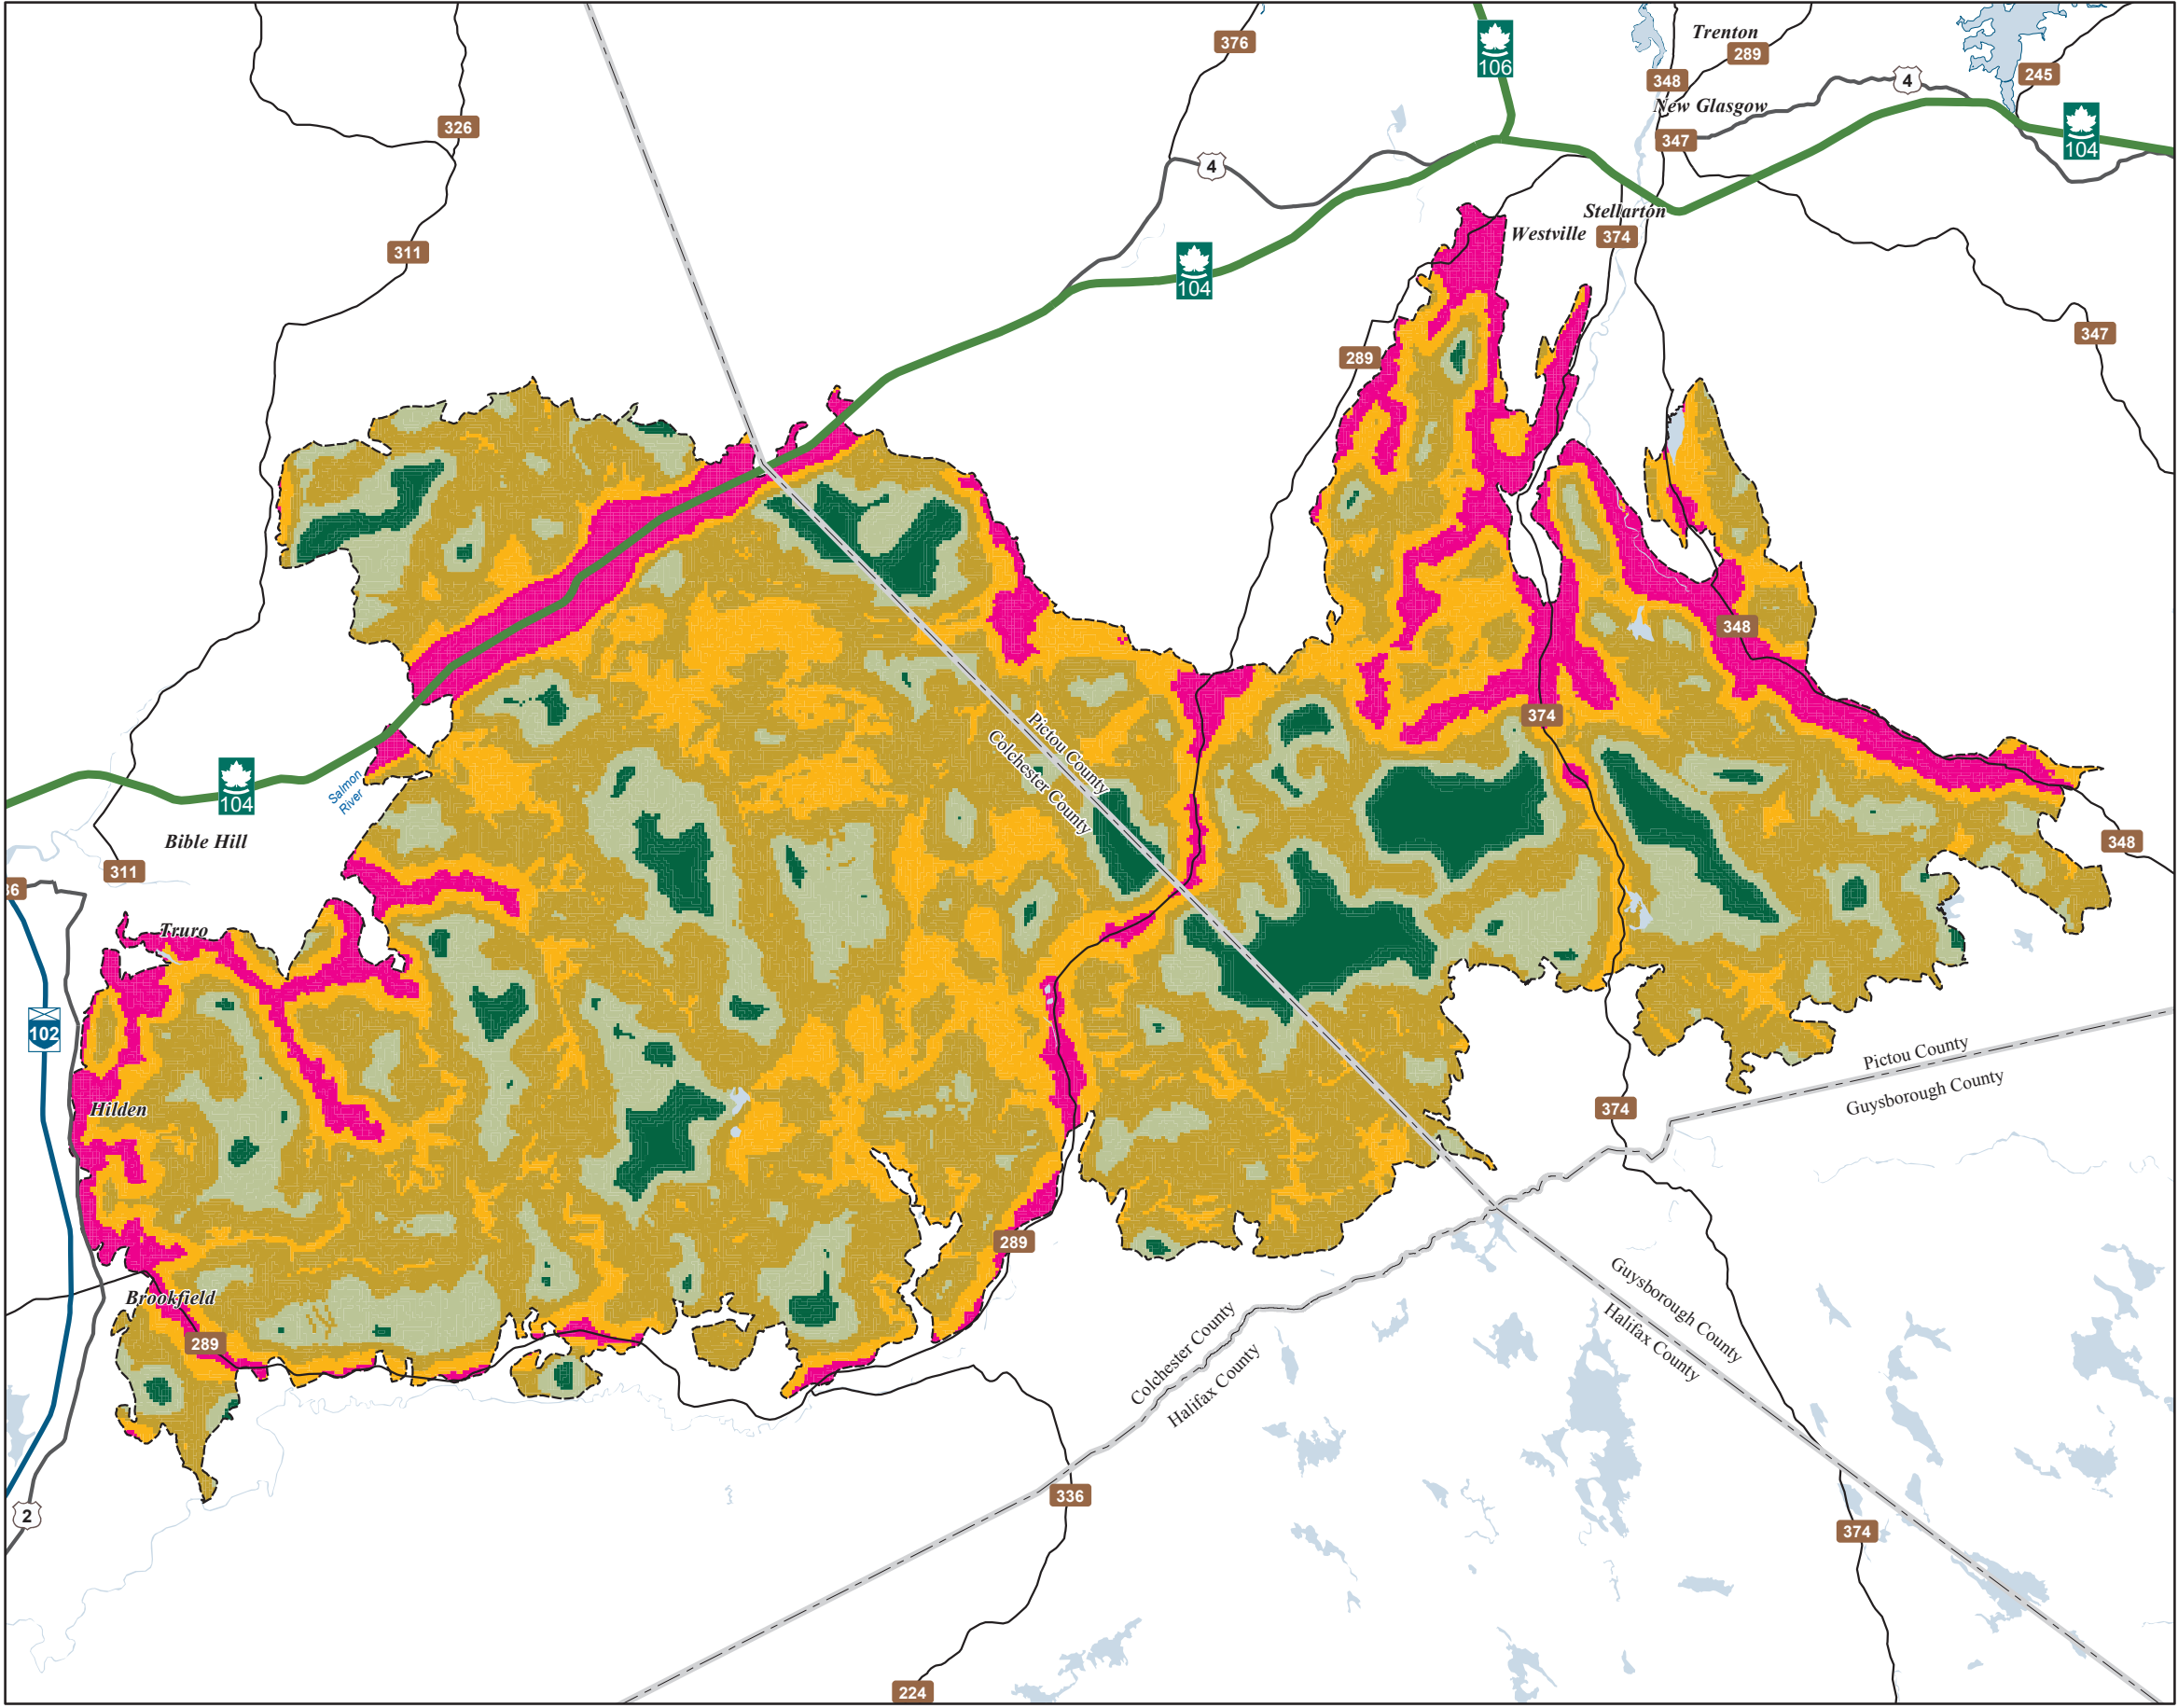 Trenton
289
376
106
348
245
4
New Glasgow
104
326
347
4
Stellarton
Westville
374
311
104
347
289
348
374
Pictou County
Colchester County
Salmon
River
104
Bible Hill
348
311
36
Truro
102
Pictou County
Guysborough County
Hilden
374
289
Brookfield
289
Guysborough County
Halifax County
Colchester County
Halifax County
2
336
374
224